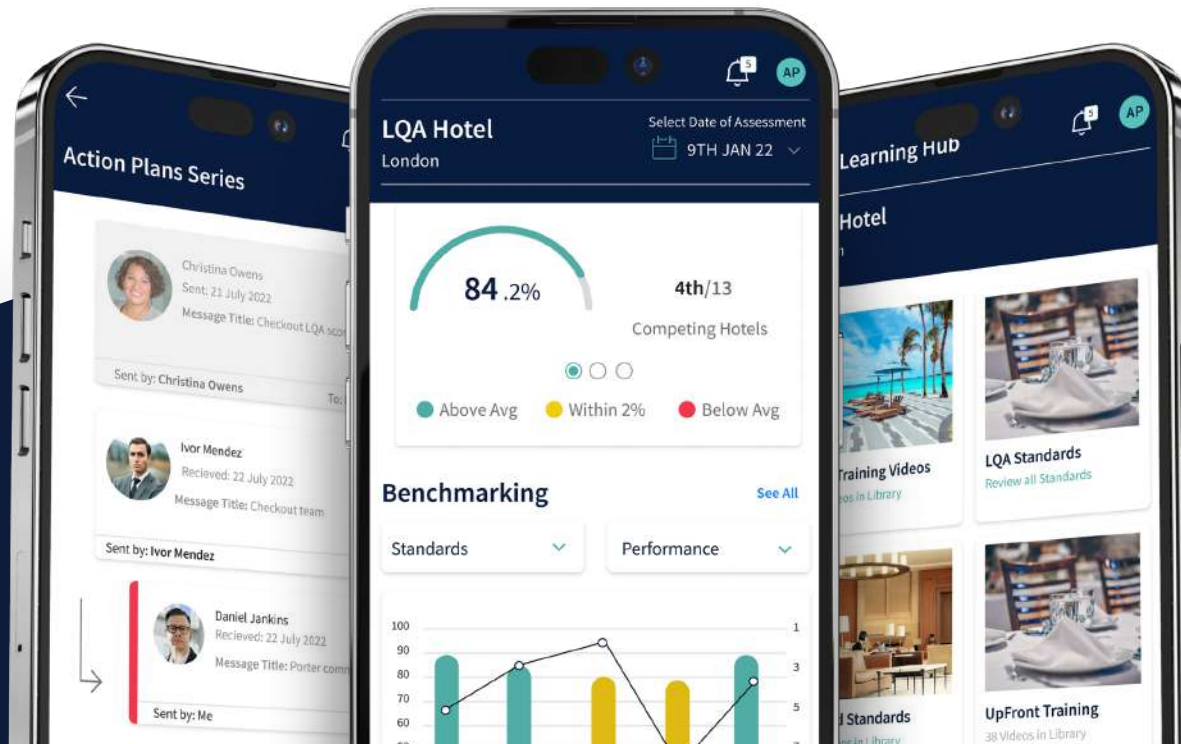 Action Plans Series
Christina Owens
Sent: 21 July 2022
Message Title: Checkout LQA
Sent by: Christina Owens
To:
Ivor Mendez
Recieved: 22 July 2022
Message Title: Checkout team
Sent by: Ivor Mendez
Daniel Jankins
Recieved: 22 July 2022
Message Title: Porter
Sent by: Me
5
AP
LQA Hotel
London
Select Date of Assessment
9TH JAN 22
84.2%
4th/13
Competing Hotels
Above Avg
Within 2%
Below Avg
Benchmarking
See All
Standards
Performance
100
90
80
70
60
1
3
5
5
AP
Learning Hub
Hotel
Training Videos
in Library
LQA Standards
Review all Standards
Standards
in Library
UpFront Training
38 Videos in Library